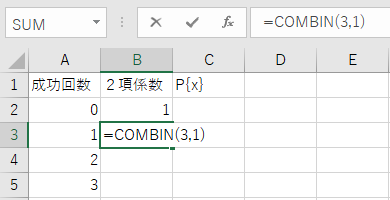 SUM =COMBIN(3,1)
A B C D E
1 成功回数 2項係数 P{x}
2 0 1
3 1 =COMBIN(3,1)
4 2
5 3